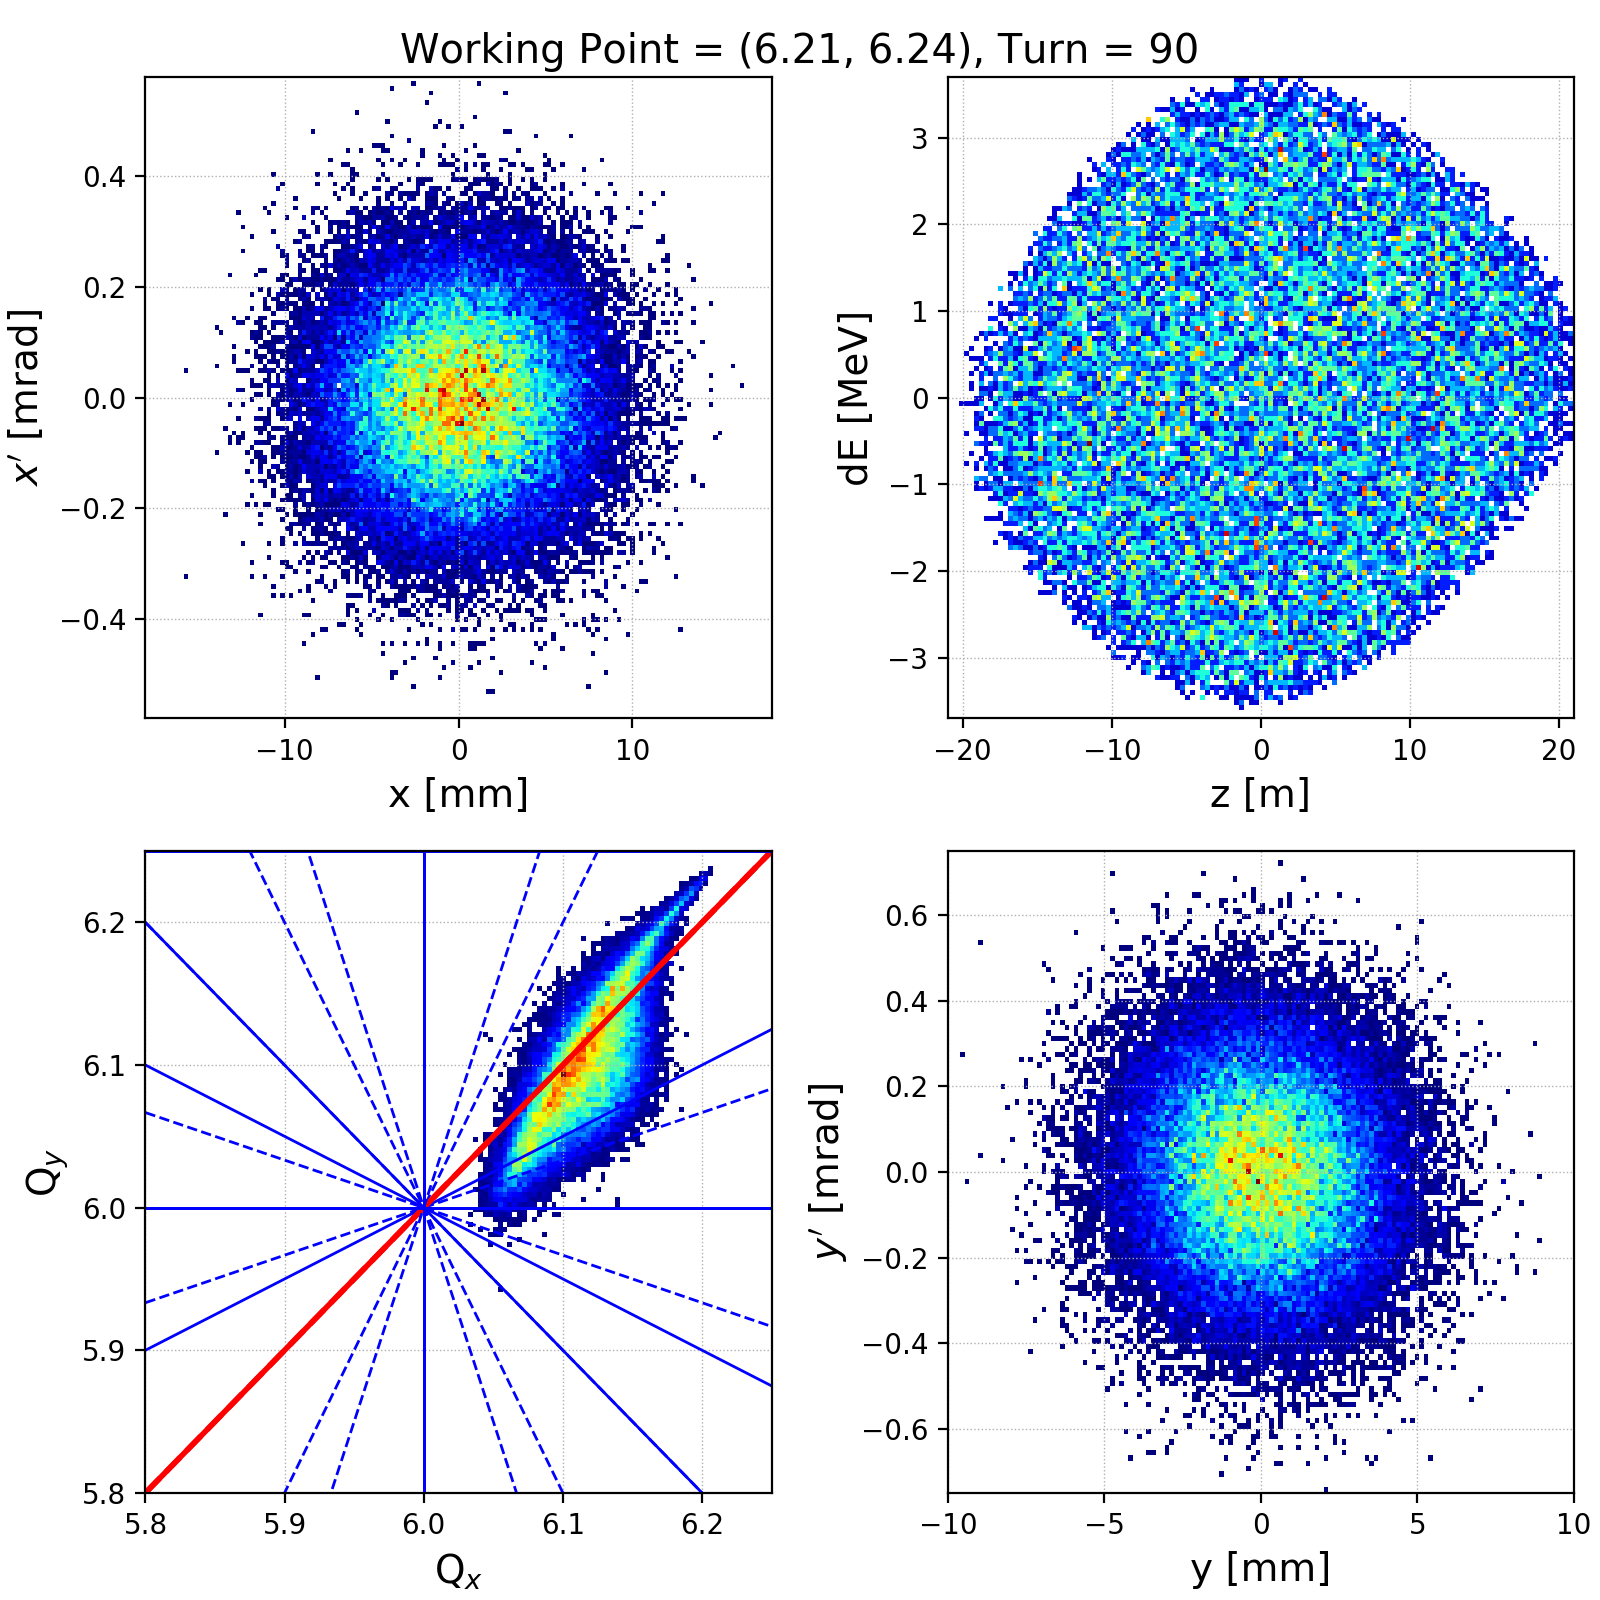 Working Point = (6.21, 6.24), Turn = 90
0.4
0.2
0.0
−0.2
−0.4
x′ [mrad]
−10 0 10
x [mm]
3
2
1
0
−1
−2
−3
dE [MeV]
−20 −10 0 10 20
z [m]
6.2
6.1
6.0
5.9
5.8
Qy
5.8 5.9 6.0 6.1 6.2
Qx
0.6
0.4
0.2
0.0
−0.2
−0.4
−0.6
y′ [mrad]
−10 −5 0 5 10
y [mm]